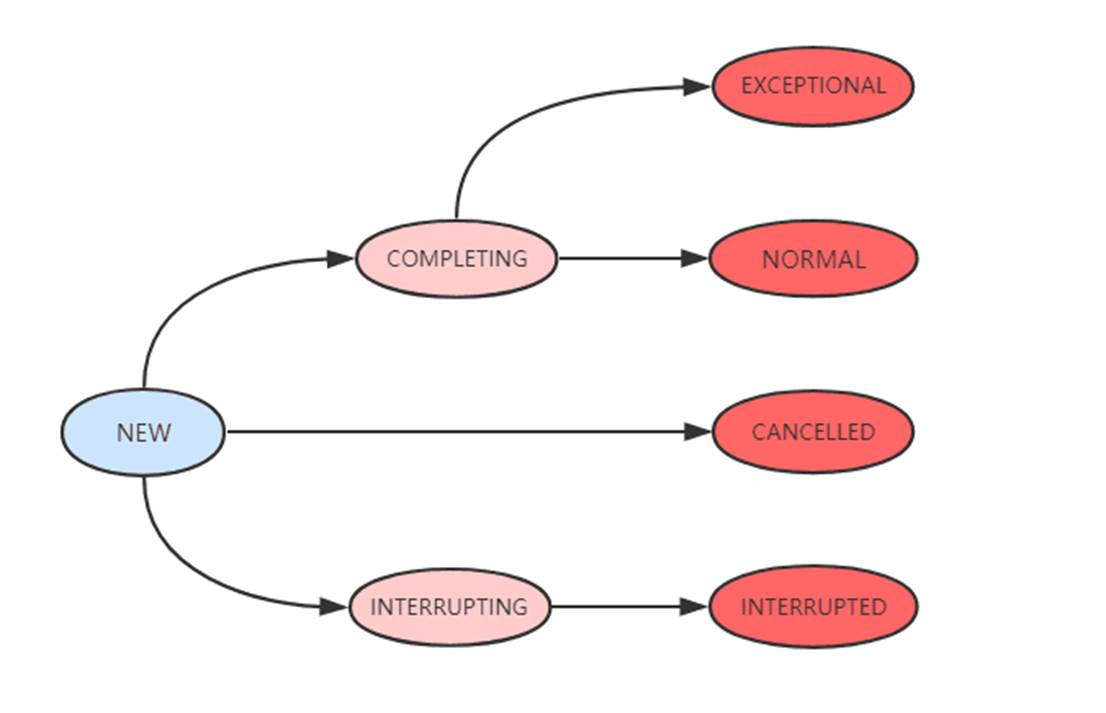 EXCEPTIONAL
COMPLETING
NORMAL
NEW
CANCELLED
INTERRUPTING
INTERRUPTED